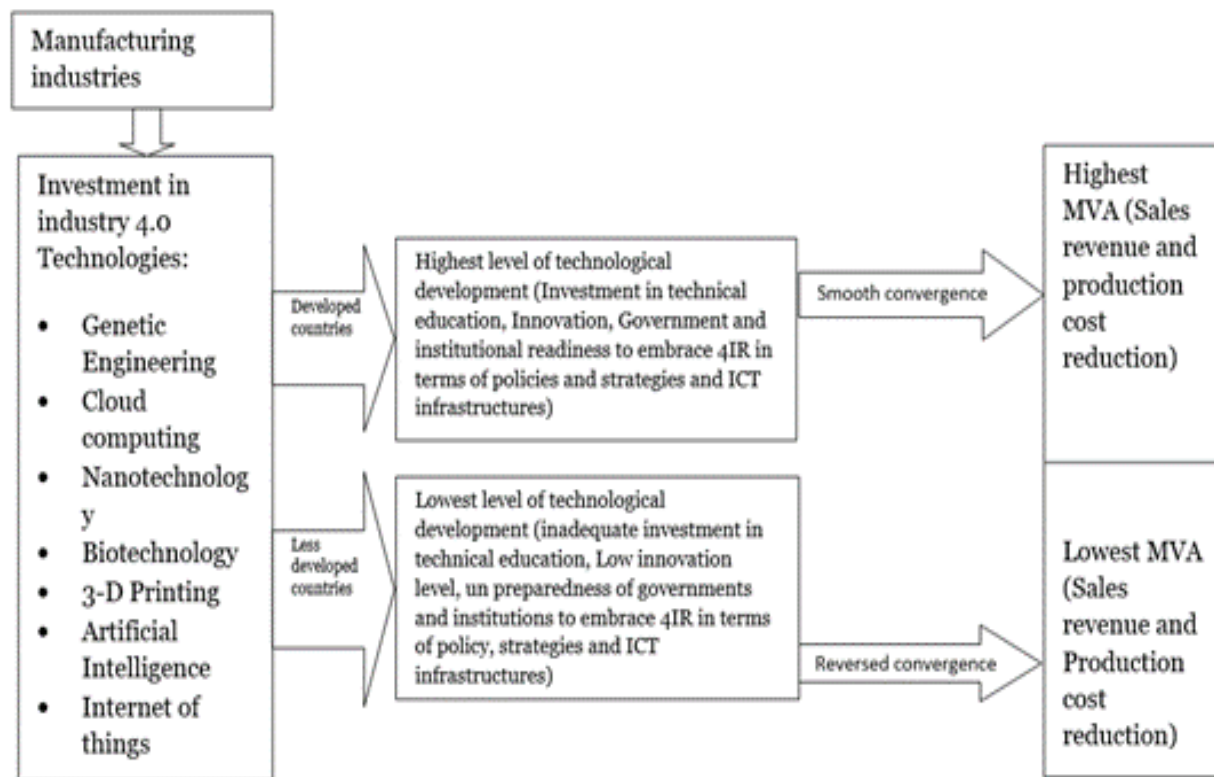 Manufacturing
industries
Investment in
industry 4.0
Technologies:
• Genetic
Engineering
• Cloud
computing
• Nanotechnolog
y
• Biotechnology
• 3-D Printing
• Artificial
Intelligence
• Internet of
things
Developed
countries
Highest level of technological
development (Investment in technical
education, Innovation, Government and
institutional readiness to embrace 4IR in
terms of policies and strategies and ICT
infrastructures)
Smooth convergence
Highest
MVA (Sales
revenue and
production
cost
reduction)
Less
developed
countries
Lowest level of technological
development (inadequate investment in
technical education, Low innovation
level, un preparedness of governments
and institutions to embrace 4IR in terms
of policy, strategies and ICT
infrastructures)
Reversed convergence
Lowest MVA
(Sales
revenue and
Production
cost
reduction)